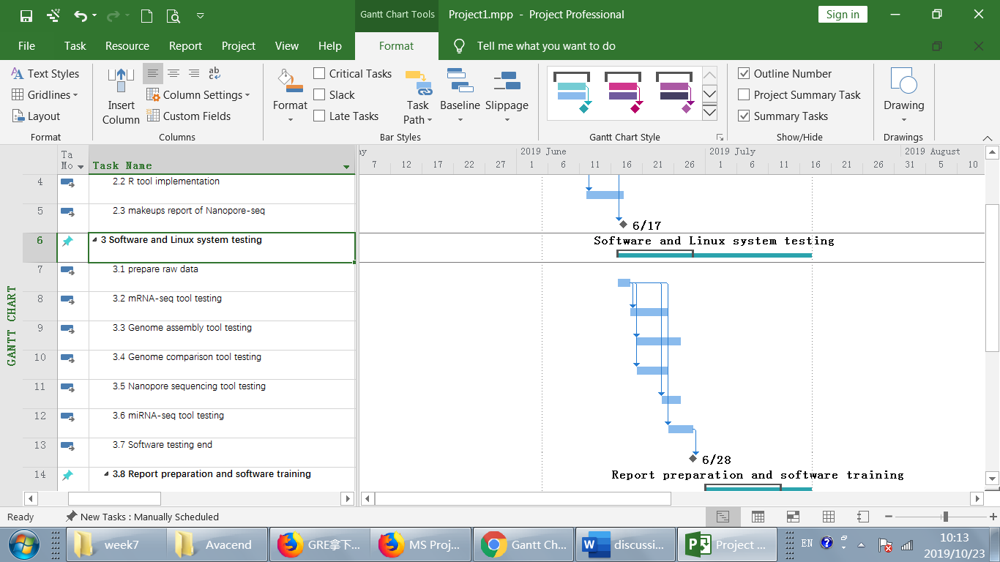 Gantt Chart Tools
Project1.mpp - Project Professional
Sign in
File Task Resource Report Project View Help Format Tell me what you want to do
Text Styles
Gridlines
Layout
Format
Insert Column
ab
c
Column Settings
Custom Fields
Columns
Format
Critical Tasks
Slack
Late Tasks
Task Path
Baseline
Slippage
Bar Styles
Gantt Chart Style
Outline Number
Project Summary Task
Summary Tasks
Show/Hide
Drawing
Drawings
Ta
Mo
Task Name
ay 2019 June 2019 July 2019 August
7 12 17 22 27 1 6 11 16 21 26 1 6 11 16 21 26 31 5 10
GANTT CHART
4 2.2 R tool implementation
5 2.3 makeups report of Nanopore-seq
6/17
6 3 Software and Linux system testing
Software and Linux system testing
7 3.1 prepare raw data
8 3.2 mRNA-seq tool testing
9 3.3 Genome assembly tool testing
10 3.4 Genome comparison tool testing
11 3.5 Nanopore sequencing tool testing
12 3.6 miRNA-seq tool testing
13 3.7 Software testing end
6/28
14 3.8 Report preparation and software training
Report preparation and software training
Ready New Tasks : Manually Scheduled
week7 Avacend GRE拿下... MS Proj... Gantt Ch... discussi... Project ... EN 10:13
2019/10/23